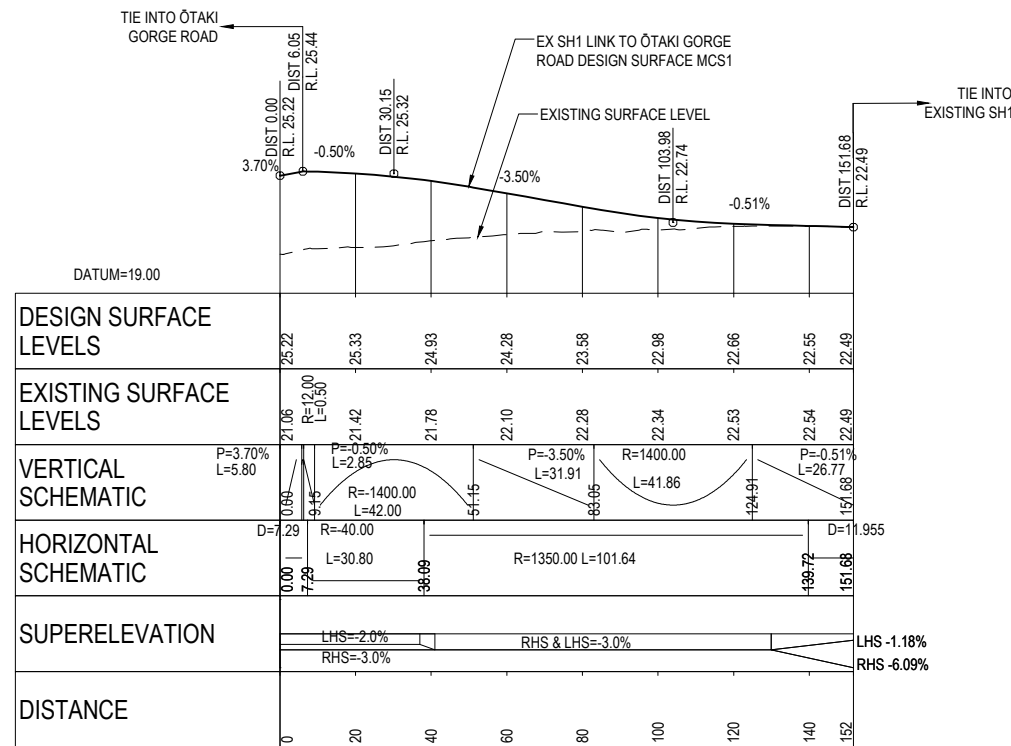 TIE INTO ŌTAKI
GORGE ROAD
DIST 0.00
R.L. 25.22
DIST 6.05
R.L. 25.44
DIST 30.15
R.L. 25.32
EX SH1 LINK TO ŌTAKI GORGE
ROAD DESIGN SURFACE MCS1
EXISTING SURFACE LEVEL
DIST 103.98
R.L. 22.74
DIST 151.68
R.L. 22.49
TIE INTO
EXISTING SH1
3.70%
-0.50%
-3.50%
-0.51%
DATUM=19.00
DESIGN SURFACE
LEVELS
25.22
25.33
24.93
24.28
23.58
22.98
22.66
22.55
22.49
EXISTING SURFACE
LEVELS
21.06
R=12.00
L=0.50
21.42
21.78
22.10
22.28
22.34
22.53
22.54
22.49
VERTICAL
SCHEMATIC
P=3.70%
L=5.80
0.00
9.15
P=-0.50%
L=2.85
R=-1400.00
L=42.00
51.15
P=-3.50%
L=31.91
83.05
R=1400.00
L=41.86
124.91
P=-0.51%
L=26.77
151.68
HORIZONTAL
SCHEMATIC
D=7.29
0.00
7.29
R=-40.00
L=30.80
38.09
R=1350.00 L=101.64
139.72
D=11.955
151.68
SUPERELEVATION
LHS=-2.0%
RHS=-3.0%
RHS & LHS=-3.0%
LHS -1.18%
RHS -6.09%
DISTANCE
0
20
40
60
80
100
120
140
152